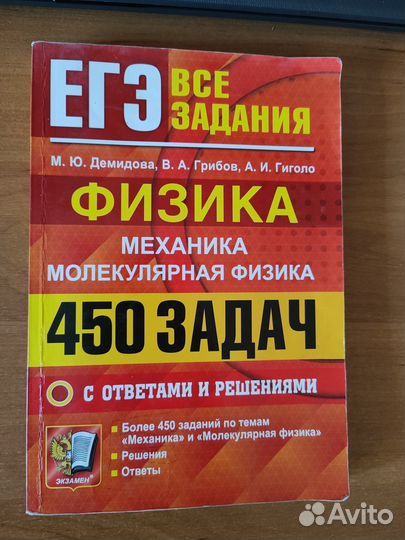 ЕГЭ ВСЕ
ЗАДАНИЯ
М. Ю. Демидова, В. А. Грибов, А. И. Гиголо
ФИЗИКА
МЕХАНИКА
МОЛЕКУЛЯРНАЯ ФИЗИКА
450 ЗАДАЧ
С ОТВЕТАМИ И РЕШЕНИЯМИ
Более 450 заданий по темам
«Механика» и «Молекулярная физика»
Решения
Ответы
ЭКЗАМЕН®
Avito